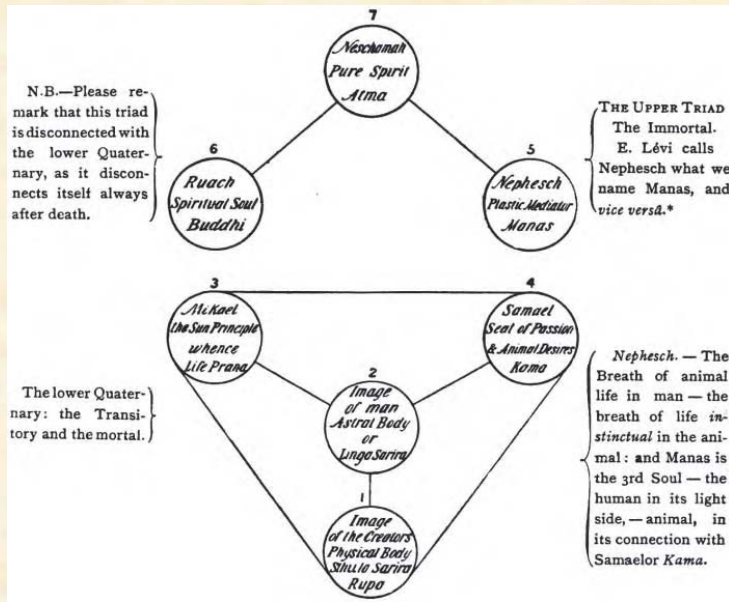 7
Neschamah
Pure Spirit
Atma
N.B.—Please re-
mark that this triad
is disconnected with
the lower Quater-
nary, as it discon-
nects itself always
after death.
6
Ruach
Spiritual Soul
Buddhi
5
Nephesch
Plastic Mediator
Manas
THE UPPER TRIAD
The Immortal.
E. Lévi calls
Nephesch what we
name Manas, and
vice versâ.*
3
Mikael
the Sun Principle
whence
Life Prana
4
Samael
Seat of Passion
& Animal Desires
Kama
2
Image
of man
Astral Body
or
Linga Sarira
The lower Quater-
nary: the Transi-
tory and the mortal.
Nephesch. — The
Breath of animal
life in man — the
breath of life in-
stinctual in the ani-
mal: and Manas is
the 3rd Soul — the
human in its light
side, — animal, in
its connection with
Samaelor Kama.
1
Image
of the Creators
Physical Body
Sthulo Sarira
Rupa